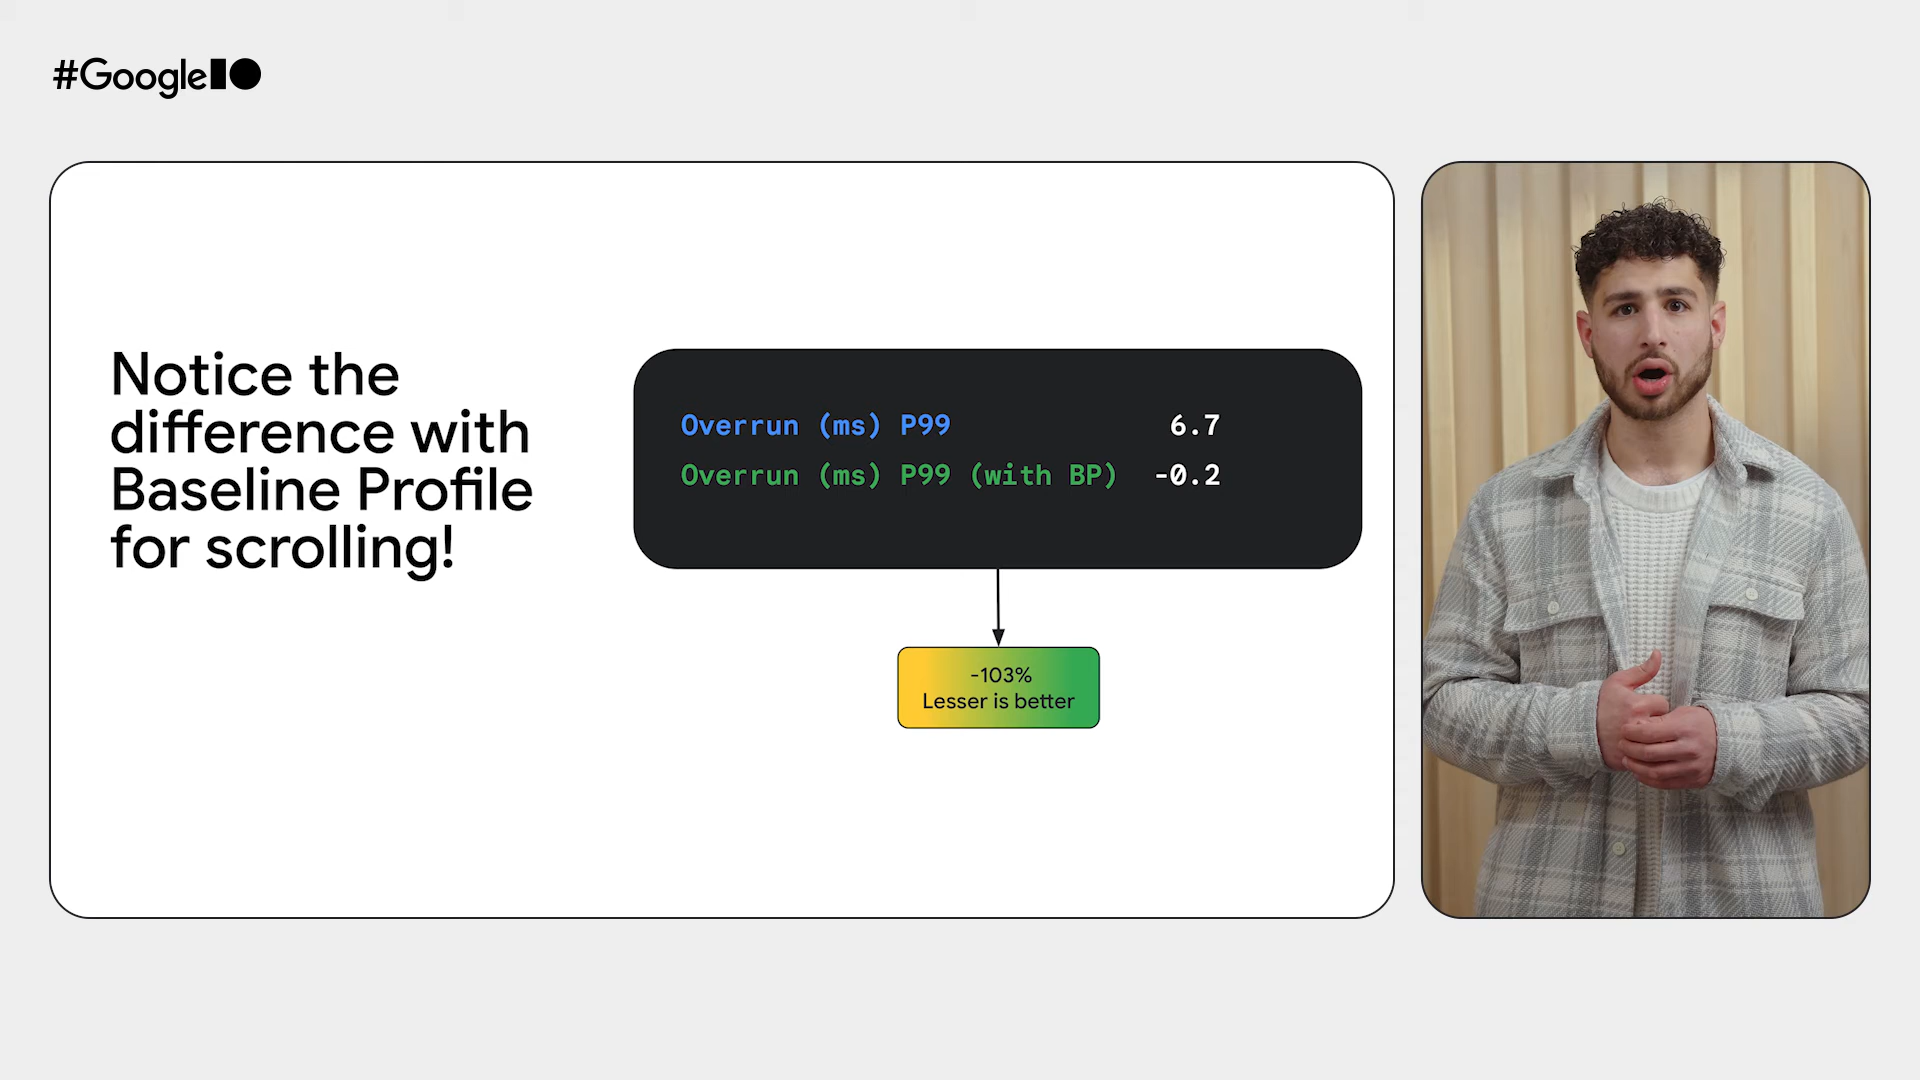 #GoogleIO
Notice the
difference with
Baseline Profile
for scrolling!
Overrun (ms) P99 6.7
Overrun (ms) P99 (with BP) -0.2
-103%
Lesser is better